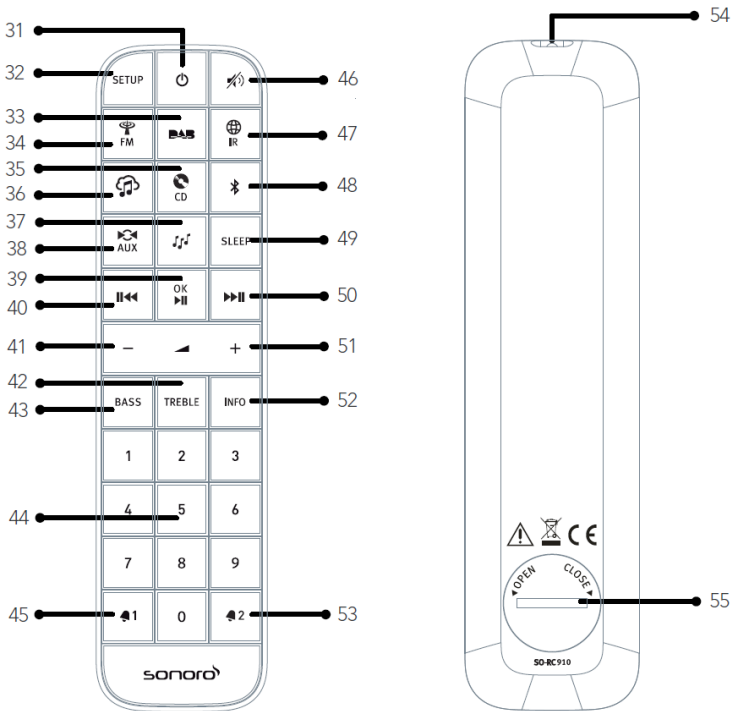 31
54
32 SETUP 46
33
FM DAB IR 47
34
35
36 CD 48
37
38 AUX SLEEP 49
39 OK
40 50
41 − + 51
42
43 BASS TREBLE INFO 52
1 2 3
44 4 5 6
7 8 9
45 1 0 2 53
sonoro
CE
OPEN CLOSE
55
SO-RC910